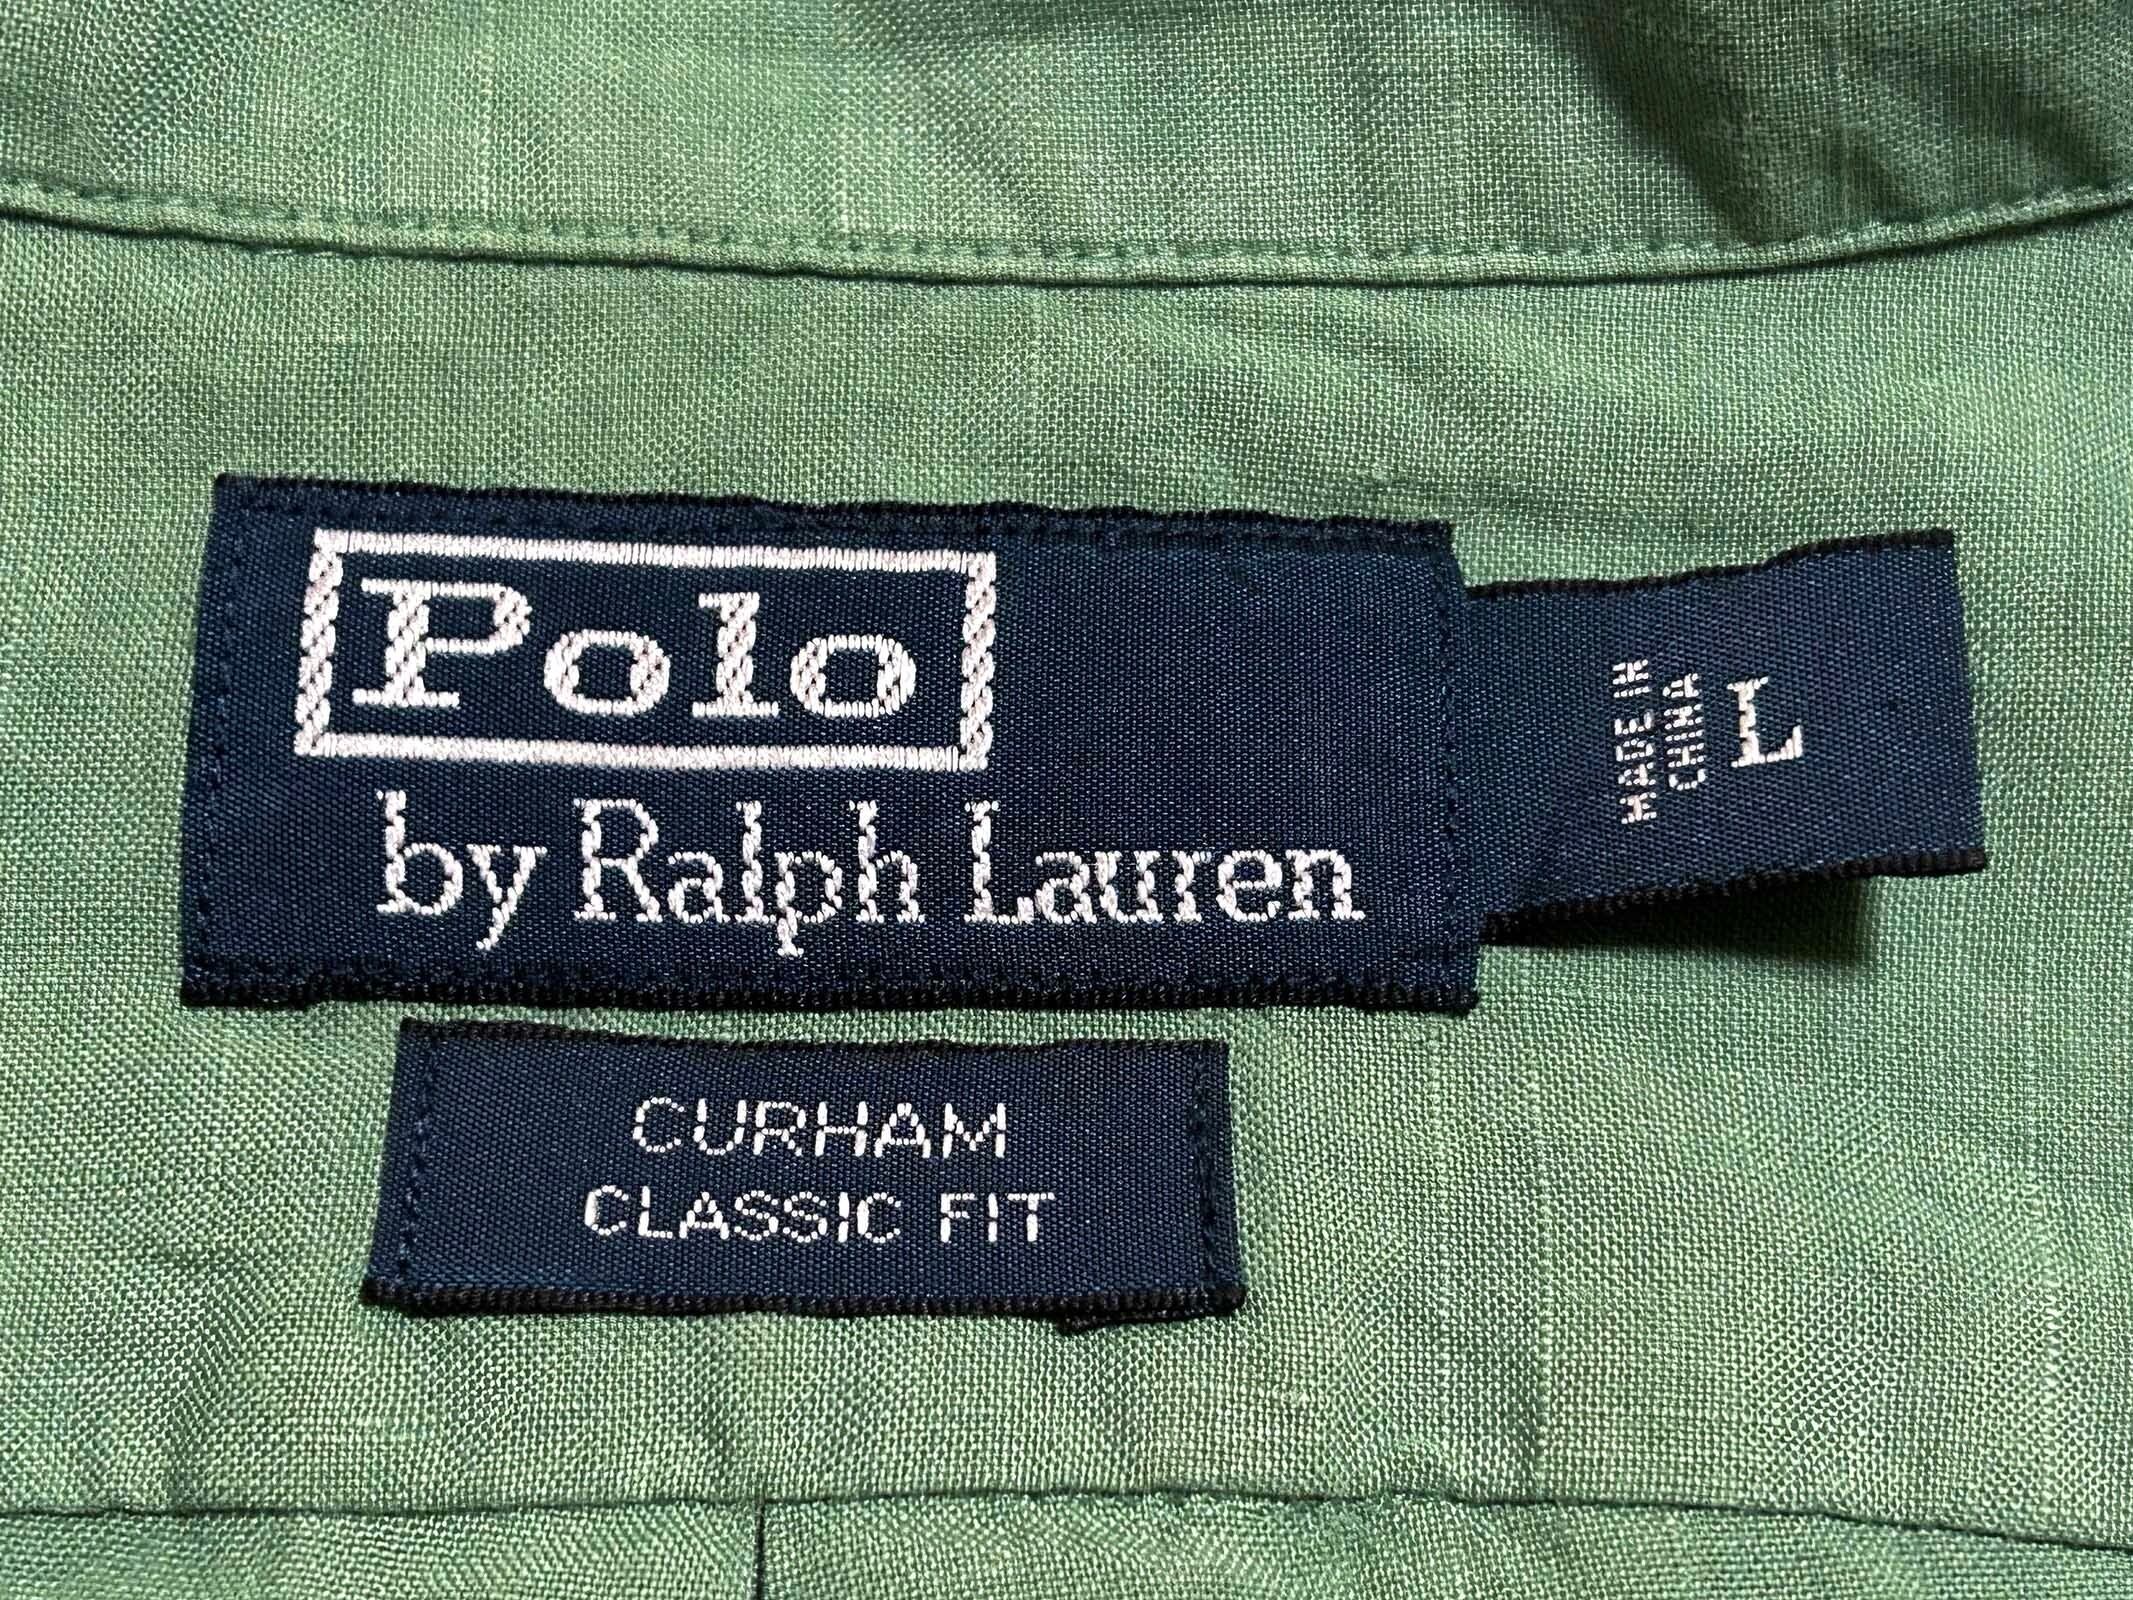 Polo
by Ralph Lauren
MADE IN
CHINA
L
CURHAM
CLASSIC FIT